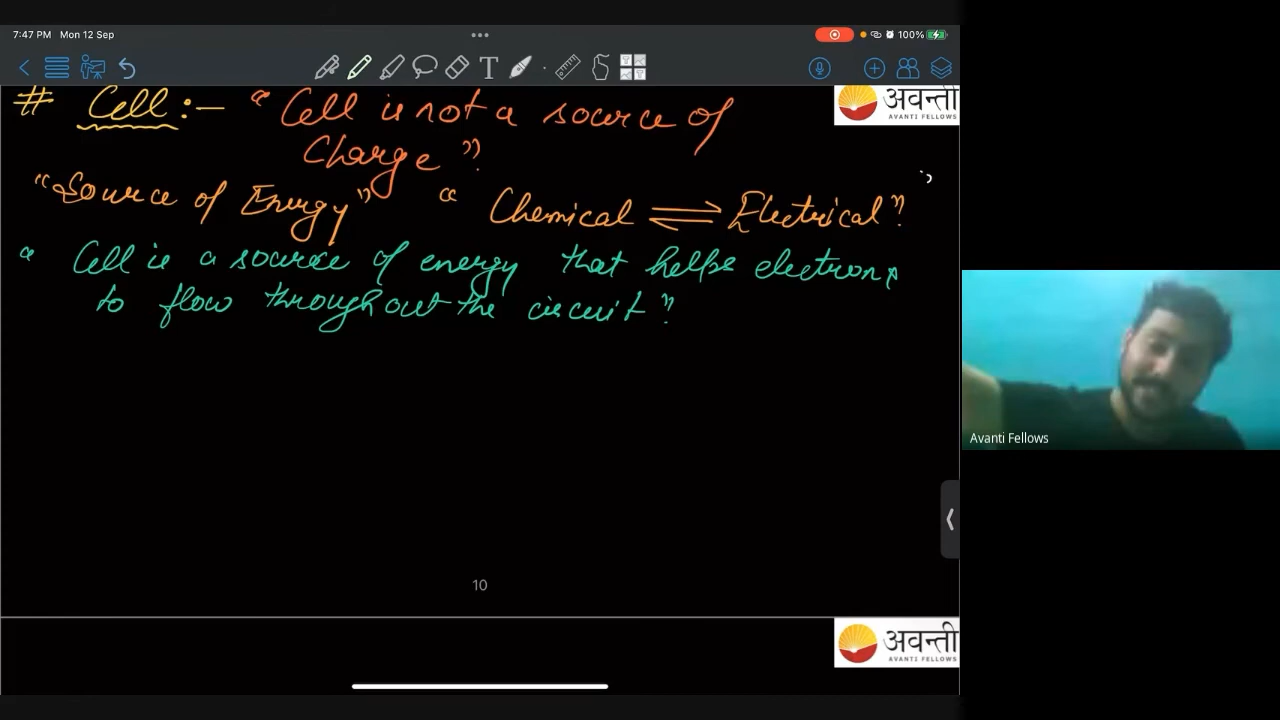 7:47 PM Mon 12 Sep
100%
# Cell :- "Cell is not a source of
Charge"
अवन्ती
AVANTI FELLOWS
"Source of Energy" " Chemical ⇌ Electrical"
" Cell is a source of energy that helps electrons
to flow throughout the circuit"
Avanti Fellows
10
अवन्ती
AVANTI FELLOWS